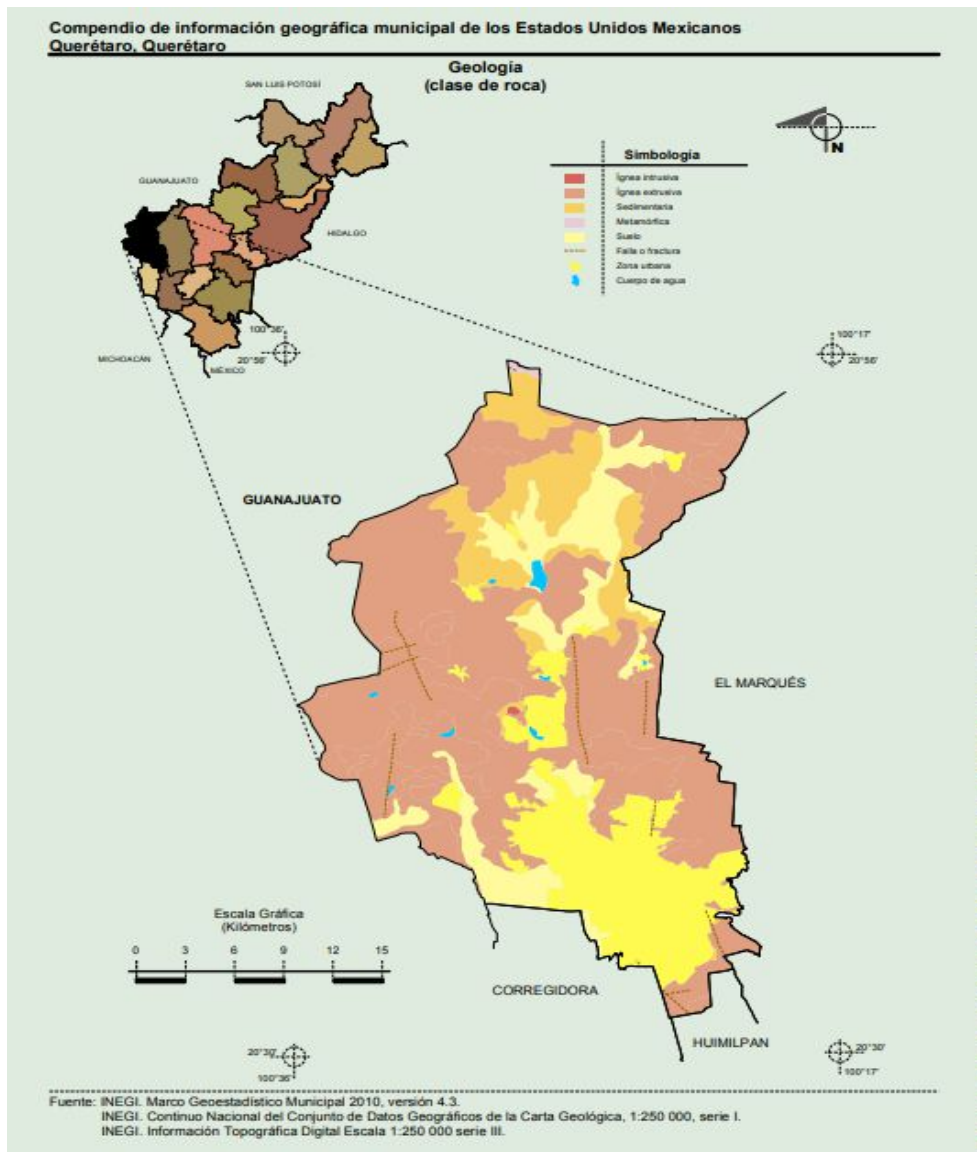 Compendio de información geográfica municipal de los Estados Unidos Mexicanos
Querétaro, Querétaro
Geología
(clase de roca)
SAN LUIS POTOSÍ
GUANAJUATO
HIDALGO
MICHOACÁN
MÉXICO
N
Simbología
Ígnea intrusiva
Ígnea extrusiva
Sedimentaria
Metamórfica
Suelo
Falla o fractura
Zona urbana
Cuerpo de agua
100°36'
20°56'
100°17'
20°56'
GUANAJUATO
EL MARQUÉS
Escala Gráfica
(Kilómetros)
0 3 6 9 12 15
CORREGIDORA
HUIMILPAN
20°30'
100°36'
20°30'
100°17'
Fuente: INEGI. Marco Geoestadístico Municipal 2010, versión 4.3.
INEGI. Continuo Nacional del Conjunto de Datos Geográficos de la Carta Geológica, 1:250 000, serie I.
INEGI. Información Topográfica Digital Escala 1:250 000 serie III.